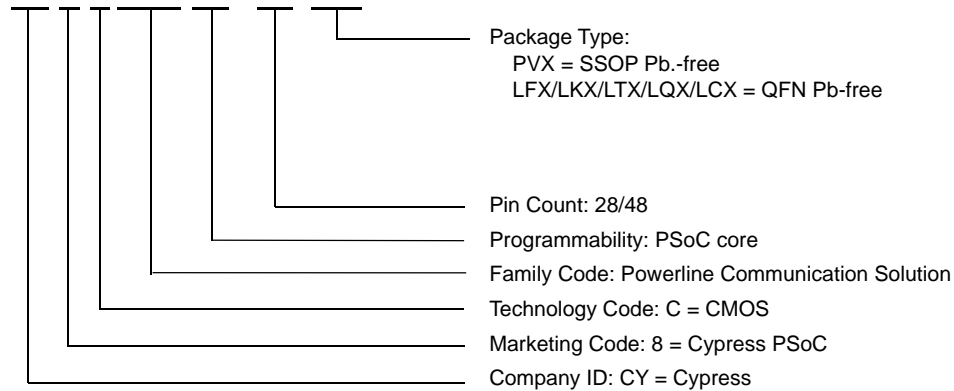 Package Type:
PVX = SSOP Pb.-free
LFX/LKX/LTX/LQX/LCX = QFN Pb-free
Pin Count: 28/48
Programmability: PSoC core
Family Code: Powerline Communication Solution
Technology Code: C = CMOS
Marketing Code: 8 = Cypress PSoC
Company ID: CY = Cypress